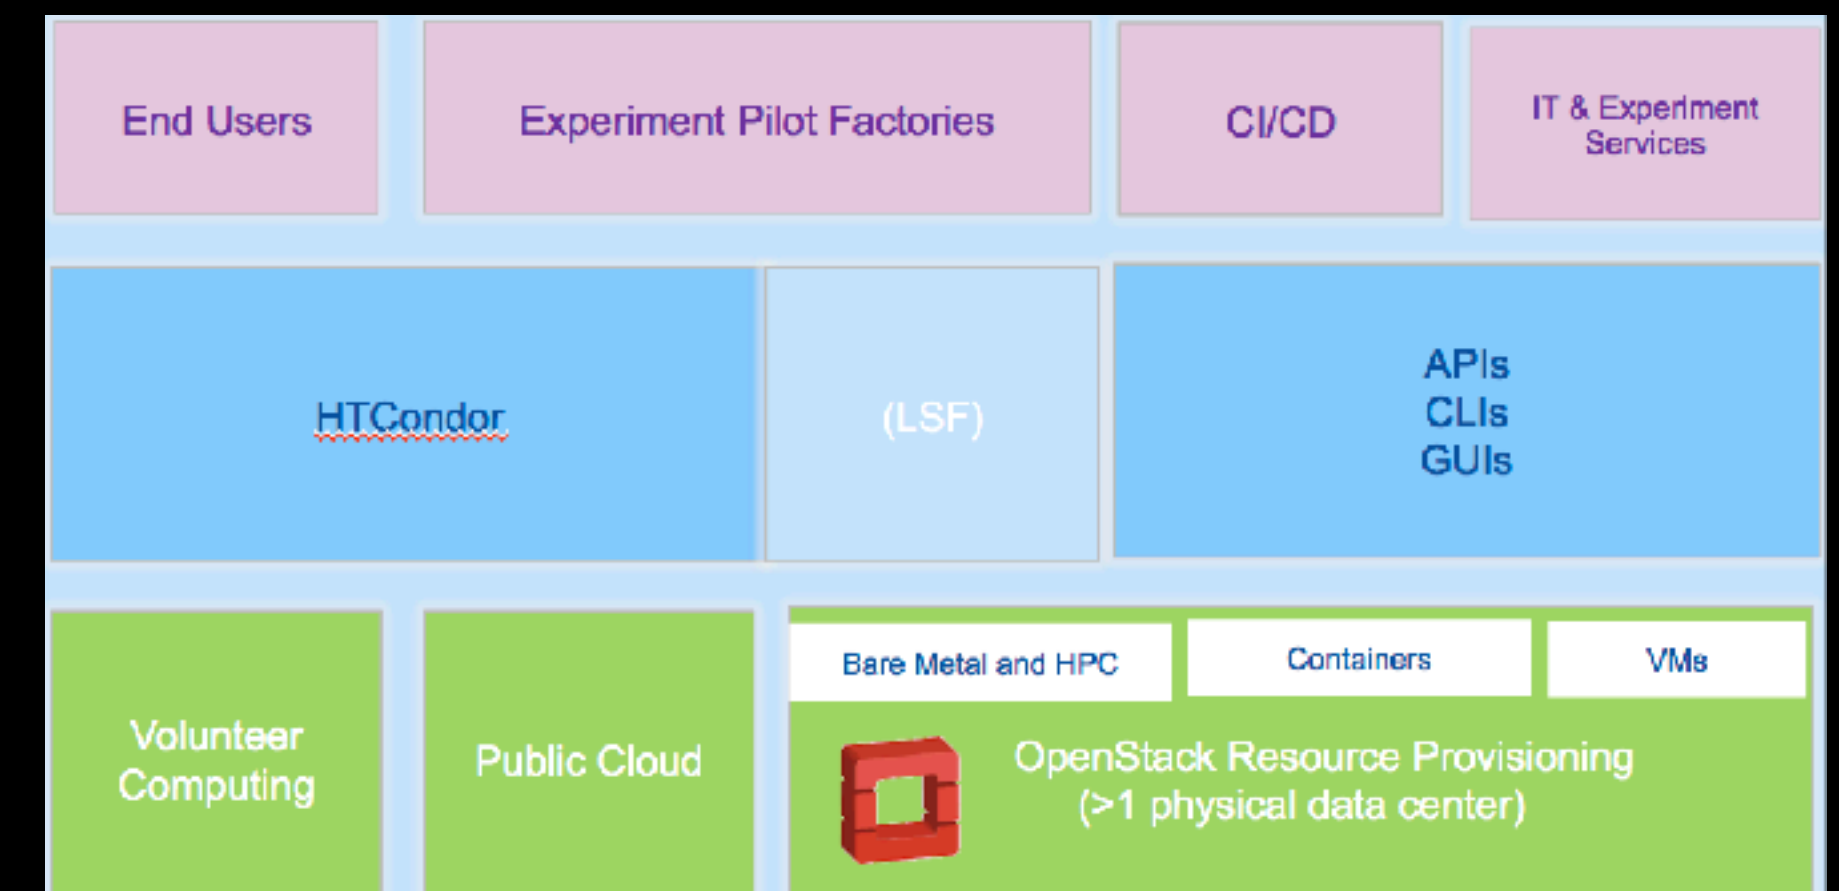 End Users
Experiment Pilot Factories
CI/CD
IT & Experiment
Services
HTCondor
(LSF)
APIs
CLIs
GUIs
Bare Metal and HPC
Containers
VMs
Volunteer
Computing
Public Cloud
OpenStack Resource Provisioning
(>1 physical data center)